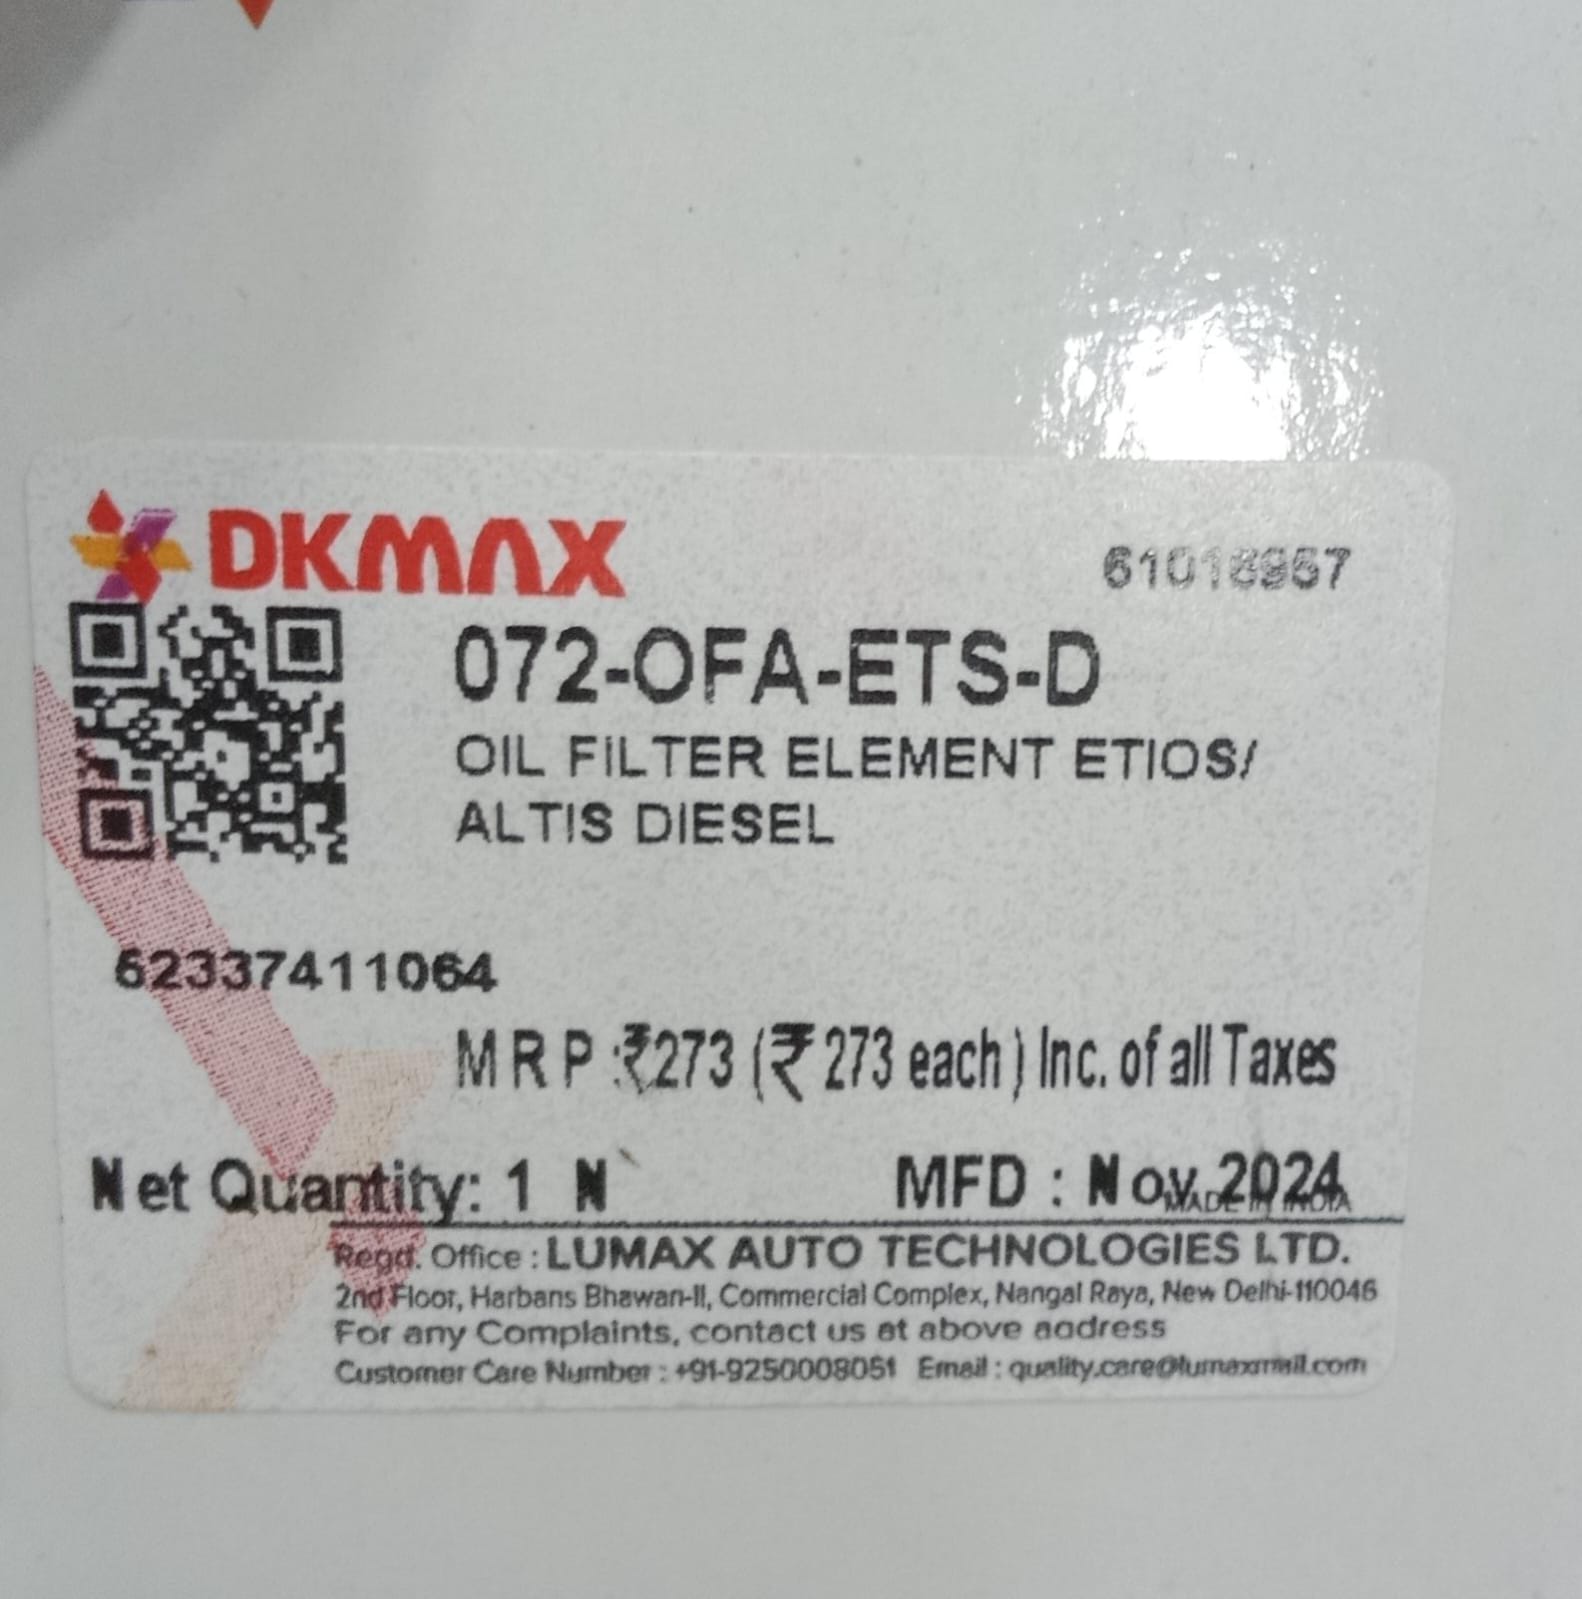 DKMAX
61018957
072-OFA-ETS-D
OIL FILTER ELEMENT ETIOS/
ALTIS DIESEL
62337411064
MRP :₹273 (₹ 273 each) Inc. of all Taxes
Net Quantity: 1 N
MFD : Nov 2024
MADE IN INDIA
Regd. Office : LUMAX AUTO TECHNOLOGIES LTD.
2nd Floor, Harbans Bhawan-II, Commercial Complex, Nangal Raya, New Delhi-110046
For any Complaints, contact us at above address
Customer Care Number : +91-9250008051 Email : quality.care@lumaxmail.com